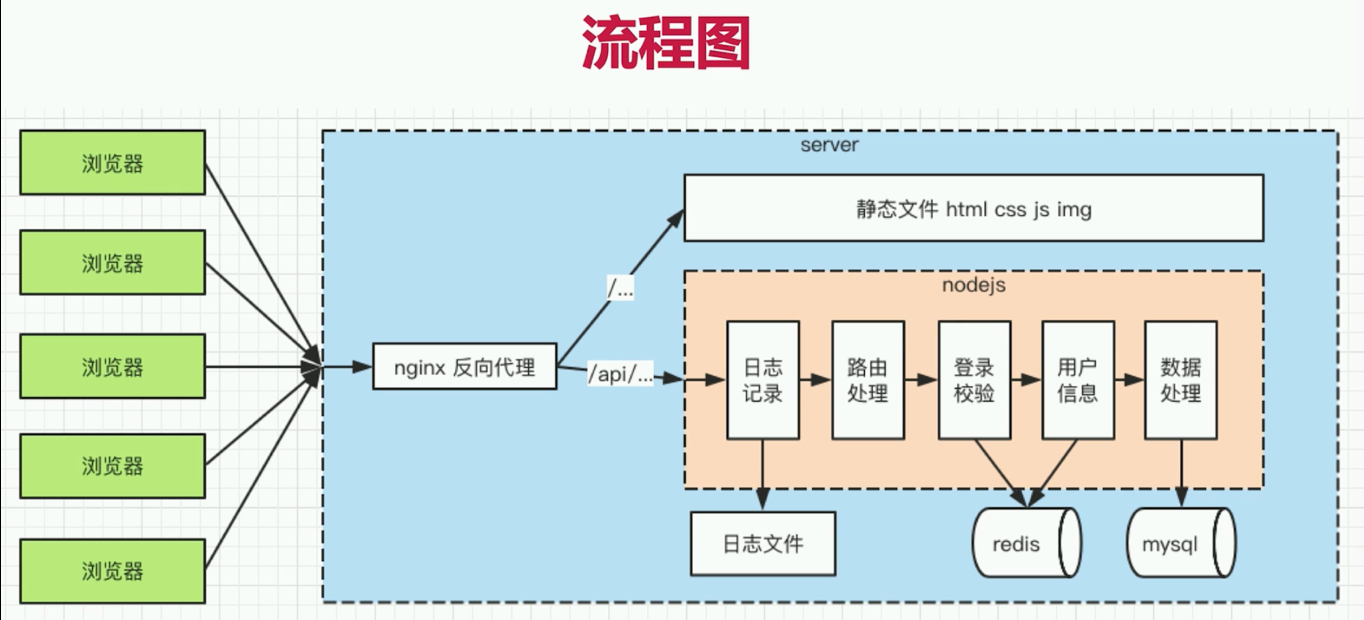 流程图
浏览器
浏览器
浏览器
浏览器
浏览器
server
静态文件 html css js img
/...
nginx 反向代理
/api/...
nodejs
日志
记录
路由
处理
登录
校验
用户
信息
数据
处理
日志文件
redis
mysql